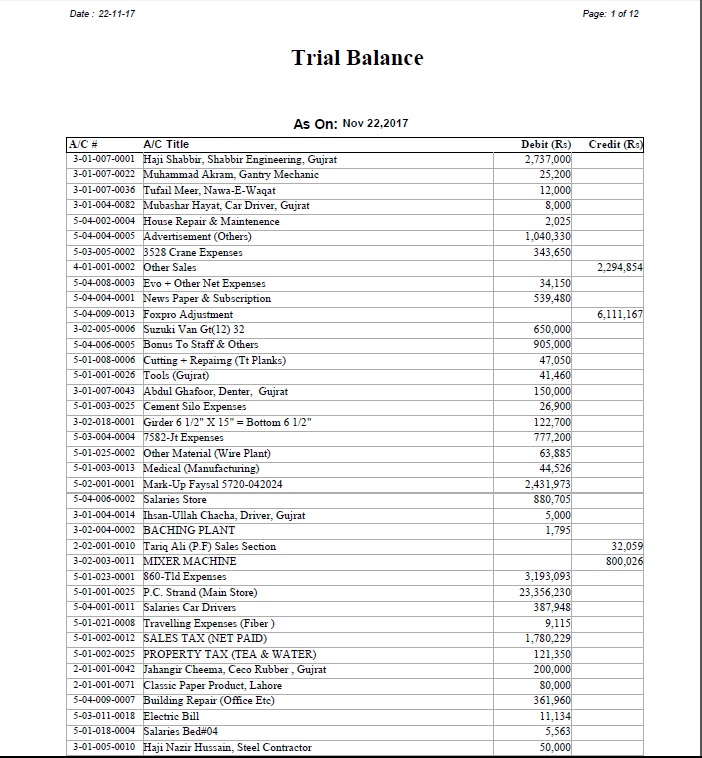 Date : 22-11-17 Page: 1 of 12
Trial Balance
As On: Nov 22,2017
A/C # A/C Title Debit (Rs) Credit (Rs)
3-01-007-0001 Haji Shabbir, Shabbir Engineering, Gujrat 2,737,000
3-01-007-0022 Muhammad Akram, Gantry Mechanic 25,200
3-01-007-0036 Tufail Meer, Nawa-E-Waqat 12,000
3-01-004-0082 Mubashar Hayat, Car Driver, Gujrat 8,000
5-04-002-0004 House Repair & Maintenence 2,025
5-04-004-0005 Advertisement (Others) 1,040,330
5-03-005-0002 3528 Crane Expenses 343,650
4-01-001-0002 Other Sales 2,294,854
5-04-008-0003 Evo + Other Net Expenses 34,150
5-04-004-0001 News Paper & Subscription 539,480
5-04-009-0013 Foxpro Adjustment 6,111,167
3-02-005-0006 Suzuki Van Gt(12) 32 650,000
5-04-006-0005 Bonus To Staff & Others 905,000
5-01-008-0006 Cutting + Repairng (Tt Planks) 47,050
5-01-001-0026 Tools (Gujrat) 41,460
3-01-007-0043 Abdul Ghafoor, Denter, Gujrat 150,000
5-01-003-0025 Cement Silo Expenses 26,900
3-02-018-0001 Girder 6 1/2" X 15" = Bottom 6 1/2" 122,700
5-03-004-0004 7582-Jt Expenses 777,200
5-01-025-0002 Other Material (Wire Plant) 63,885
5-01-003-0013 Medical (Manufacturing) 44,526
5-02-001-0001 Mark-Up Faysal 5720-042024 2,431,973
5-04-006-0002 Salaries Store 880,705
3-01-004-0014 Ihsan-Ullah Chacha, Driver, Gujrat 5,000
3-02-004-0002 BACHING PLANT 1,795
2-02-001-0010 Tariq Ali (P.F) Sales Section 32,059
3-02-003-0011 MIXER MACHINE 800,026
5-01-023-0001 860-Tld Expenses 3,193,093
5-01-001-0025 P.C. Strand (Main Store) 23,356,230
5-04-001-0011 Salaries Car Drivers 387,948
5-01-021-0008 Travelling Expenses (Fiber ) 9,115
5-01-002-0012 SALES TAX (NET PAID) 1,780,229
5-01-002-0025 PROPERTY TAX (TEA & WATER) 121,350
2-01-001-0042 Jahangir Cheema, Ceco Rubber , Gujrat 200,000
2-01-001-0071 Classic Paper Product, Lahore 80,000
5-04-009-0007 Building Repair (Office Etc) 361,960
5-03-011-0018 Electric Bill 11,134
5-01-018-0004 Salaries Bed#04 5,563
3-01-005-0010 Haji Nazir Hussain, Steel Contractor 50,000